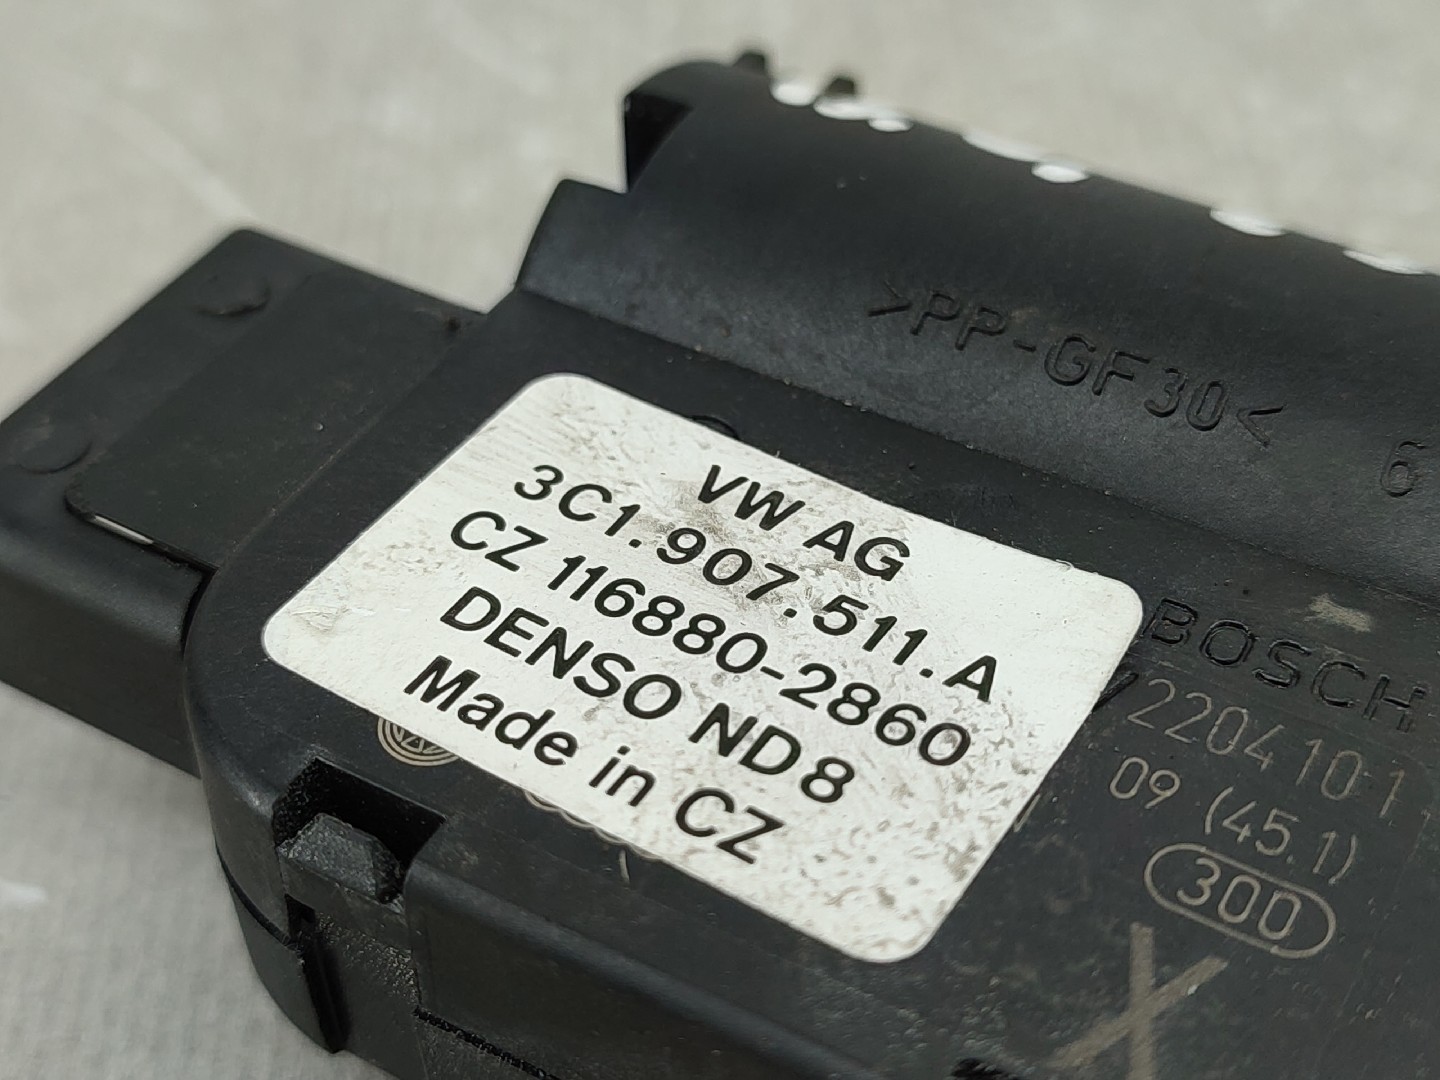 >PP-GF30<
6
VW AG
3C1.907.511.A
CZ 116880-2860
DENSO ND8
Made in CZ
BOSCH
2204101
09 (45.1)
300